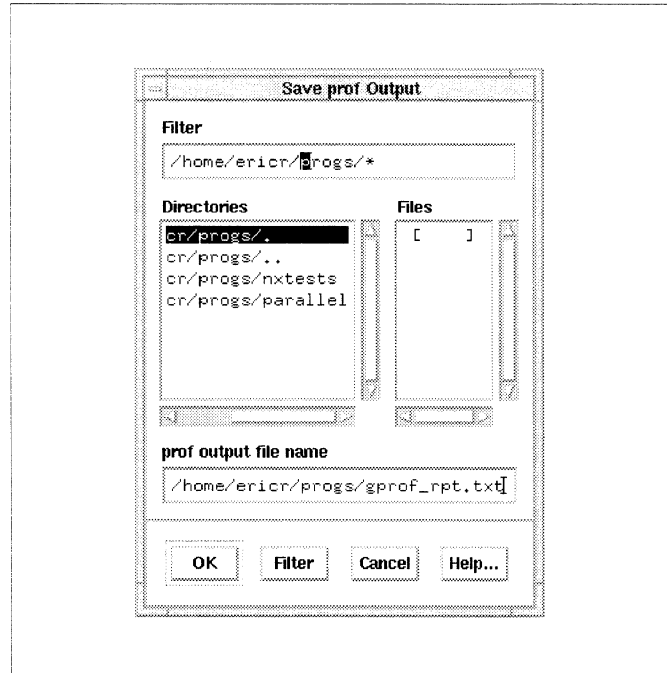 Save prof Output
Filter
/home/ericr/progs/*
Directories
Files
cr/progs/.
[ ]
cr/progs/..
cr/progs/nxtests
cr/progs/parallel
prof output file name
/home/ericr/progs/gprof_rpt.txt
OK
Filter
Cancel
Help...